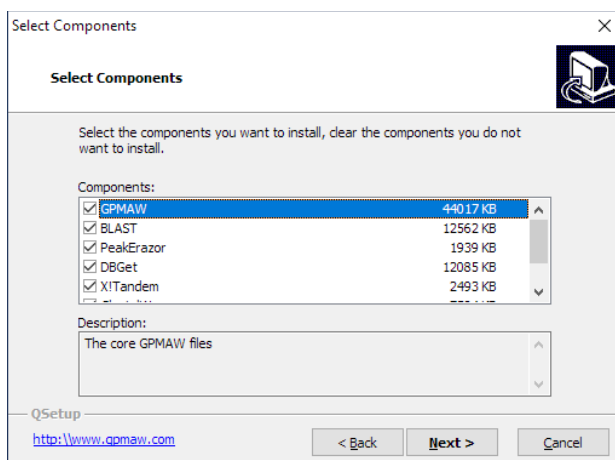 Select Components
Select Components
Select the components you want to install, clear the components you do not
want to install.
Components:
GPMAW 44017 KB
BLAST 12562 KB
PeakErazor 1939 KB
DBGet 12085 KB
X!Tandem 2493 KB
Description:
The core GPMAW files
QSetup
http:\\www.gpmaw.com
< Back
Next >
Cancel